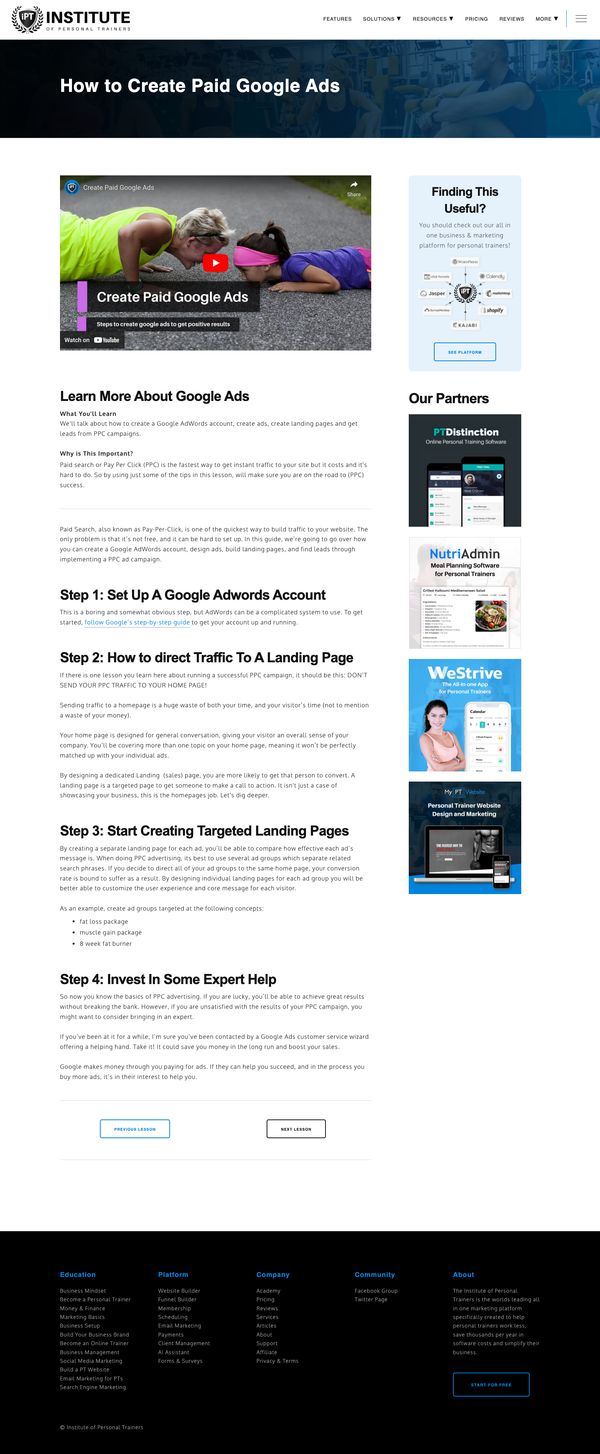 IPT INSTITUTE
OF PERSONAL TRAINERS
FEATURES SOLUTIONS ▼ RESOURCES ▼ PRICING REVIEWS MORE ▼
How to Create Paid Google Ads
IPT Create Paid Google Ads
Share
Create Paid Google Ads
Steps to create google ads to get positive results
Watch on YouTube
Learn More About Google Ads
What You'll Learn
We'll talk about how to create a Google AdWords account, create ads, create landing pages and get
leads from PPC campaigns.
Why is This Important?
Paid search or Pay Per Click (PPC) is the fastest way to get instant traffic to your site but it costs and it's
hard to do. So by using just some of the tips in this lesson, will make sure you are on the road to (PPC)
success.
Paid Search, also known as Pay-Per-Click, is one of the quickest way to build traffic to your website. The
only problem is that it's not free, and it can be hard to set up. In this guide, we're going to go over how
you can create a Google AdWords account, design ads, build landing pages, and find leads through
implementing a PPC ad campaign.
Step 1: Set Up A Google Adwords Account
This is a boring and somewhat obvious step, but AdWords can be a complicated system to use. To get
started, follow Google's step-by-step guide to get your account up and running.
Step 2: How to direct Traffic To A Landing Page
If there is one lesson you learn here about running a successful PPC campaign, it should be this: DON'T
SEND YOUR PPC TRAFFIC TO YOUR HOME PAGE!
Sending traffic to a homepage is a huge waste of both your time, and your visitor's time (not to mention
a waste of your money).
Your home page is designed for general conversation, giving your visitor an overall sense of your
company. You'll be covering more than one topic on your home page, meaning it won't be perfectly
matched up with your individual ads.
By designing a dedicated Landing (sales) page, you are more likely to get that person to convert. A
landing page is a targeted page to get someone to make a call to action. It isn't just a case of
showcasing your business, this is the homepages job. Let's dig deeper.
Step 3: Start Creating Targeted Landing Pages
By creating a separate landing page for each ad, you'll be able to compare how effective each ad's
message is. When doing PPC advertising, its best to use several ad groups which separate related
search phrases. If you decide to direct all of your ad groups to the same home page, your conversion
rate is bound to suffer as a result. By designing individual landing pages for each ad group you will be
better able to customize the user experience and core message for each visitor.
As an example, create ad groups targeted at the following concepts:
• fat loss package
• muscle gain package
• 8 week fat burner
Step 4: Invest In Some Expert Help
So now you know the basics of PPC advertising. If you are lucky, you'll be able to achieve great results
without breaking the bank. However, if you are unsatisfied with the results of your PPC campaign, you
might want to consider bringing in an expert.
If you've been at it for a while, I'm sure you've been contacted by a Google Ads customer service wizard
offering a helping hand. Take it! It could save you money in the long run and boost your sales.
Google makes money through you paying for ads. If they can help you succeed, and in the process you
buy more ads, it's in their interest to help you.
PREVIOUS LESSON
NEXT LESSON
Finding This
Useful?
You should check out our all in
one business & marketing
platform for personal trainers!
Calendly
Jasper
IPT
mailchimp
shopify
KAJABI
SEE PLATFORM
Our Partners
PTDistinction
Online Personal Training Software
NutriAdmin
Meal Planning Software
for Personal Trainers
Grilled Halloumi Mediterranean Salad
WeStrive
The All-in-one App
for Personal Trainers
Calendar
My PT Website
Personal Trainer Website
Design and Marketing
Education
Business Mindset
Become a Personal Trainer
Money & Finance
Marketing Basics
Business Setup
Build Your Business Brand
Become an Online Trainer
Business Management
Social Media Marketing
Build a PT Website
Email Marketing for PTs
Search Engine Marketing
Platform
Website Builder
Funnel Builder
Membership
Scheduling
Email Marketing
Payments
Client Management
AI Assistant
Forms & Surveys
Company
Academy
Pricing
Reviews
Services
Articles
About
Support
Affiliate
Privacy & Terms
Community
Facebook Group
Twitter Page
About
The Institute of Personal
Trainers is the worlds leading all
in one marketing platform
specifically created to help
personal trainers work less,
save thousands per year in
software costs and simplify their
business.
START FOR FREE
© Institute of Personal Trainers